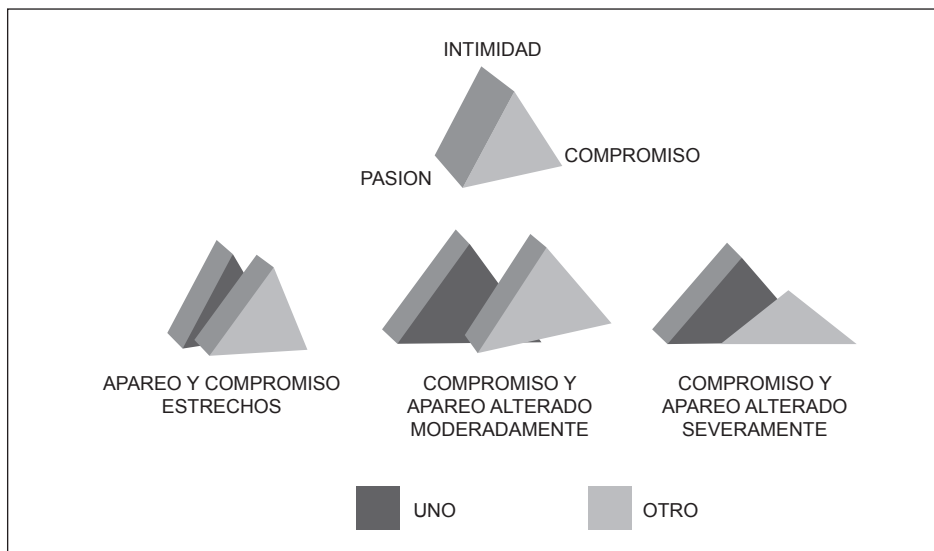 INTIMIDAD
COMPROMISO
PASION
APAREO Y COMPROMISO
ESTRECHOS
COMPROMISO Y
APAREO ALTERADO
MODERADAMENTE
COMPROMISO Y
APAREO ALTERADO
SEVERAMENTE
UNO
OTRO